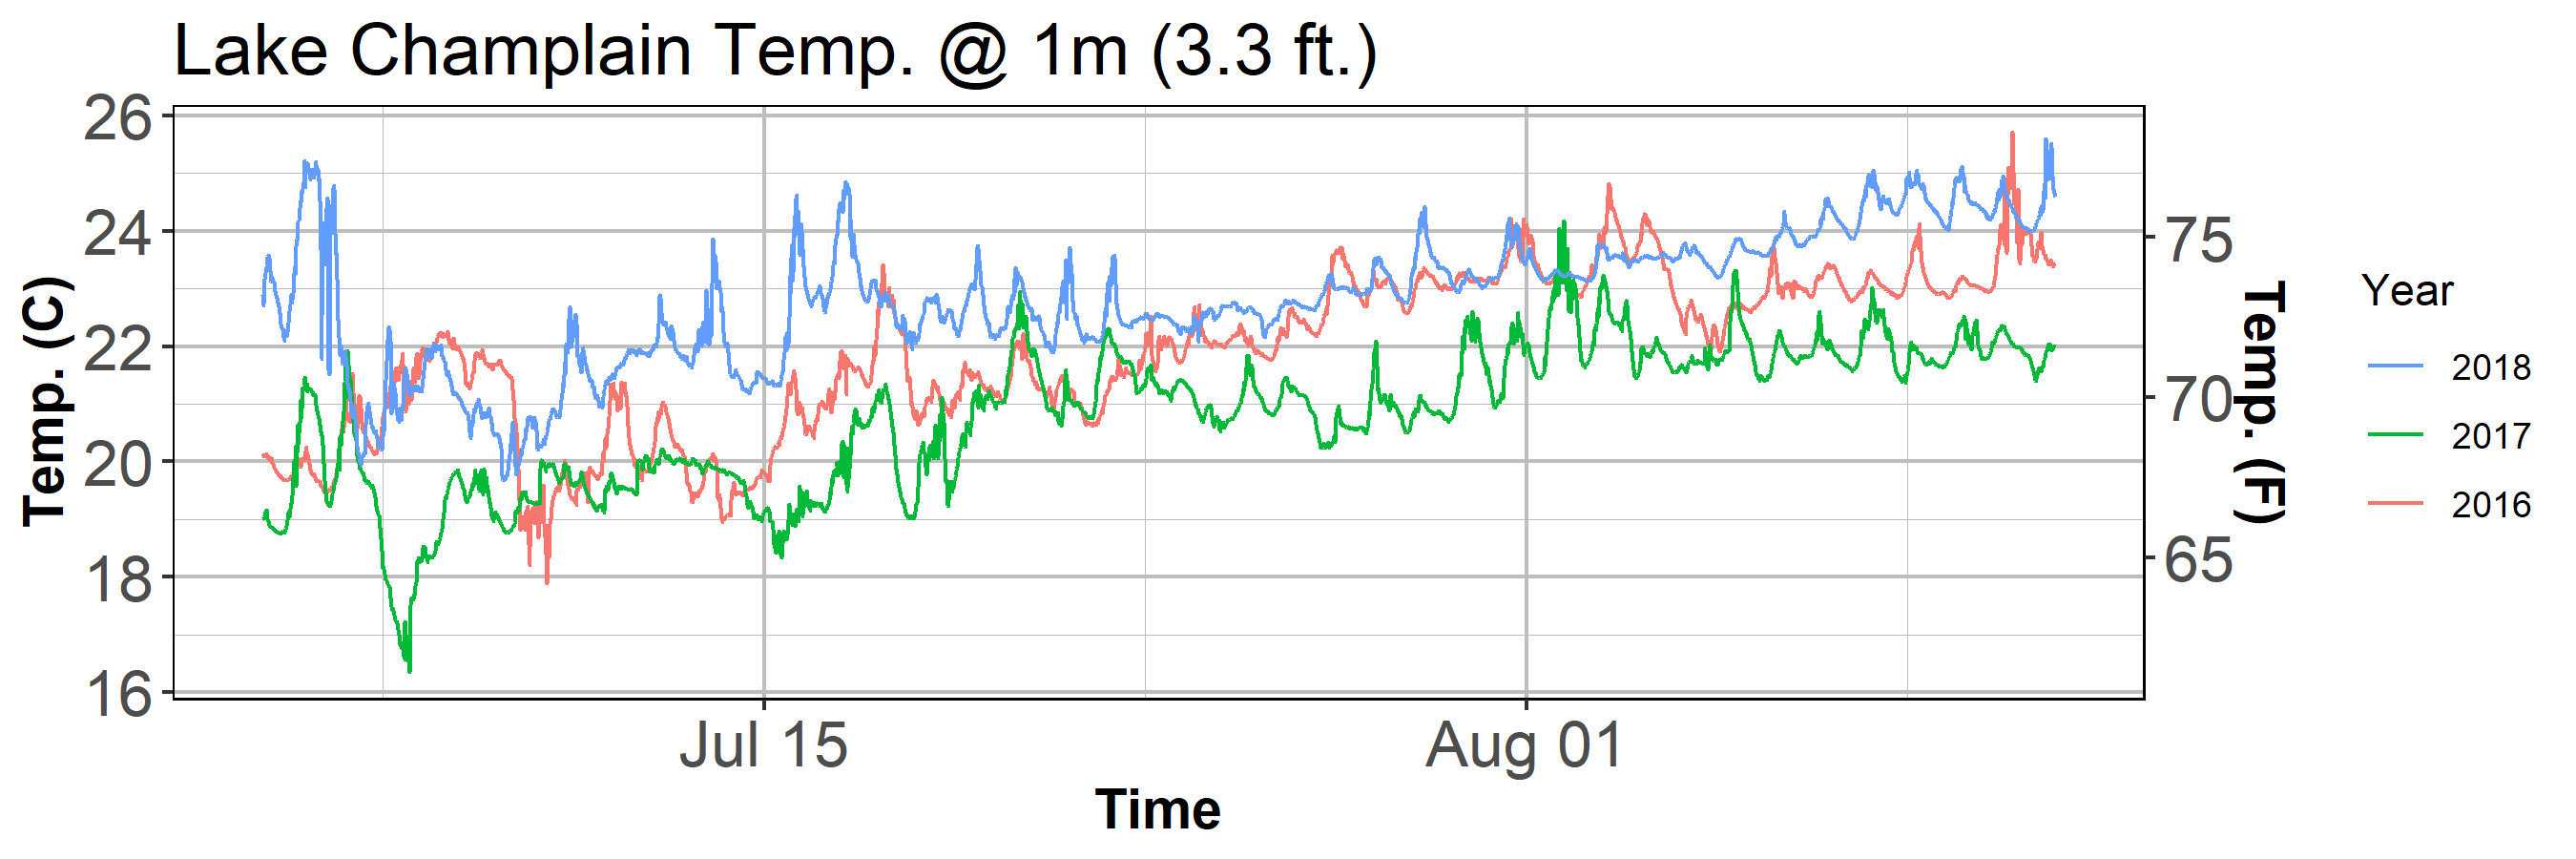 Lake Champlain Temp. @ 1m (3.3 ft.)
26
24
22
20
18
16
Temp. (C)
75
70
65
Temp. (F)
Jul 15
Aug 01
Time
Year
2018
2017
2016